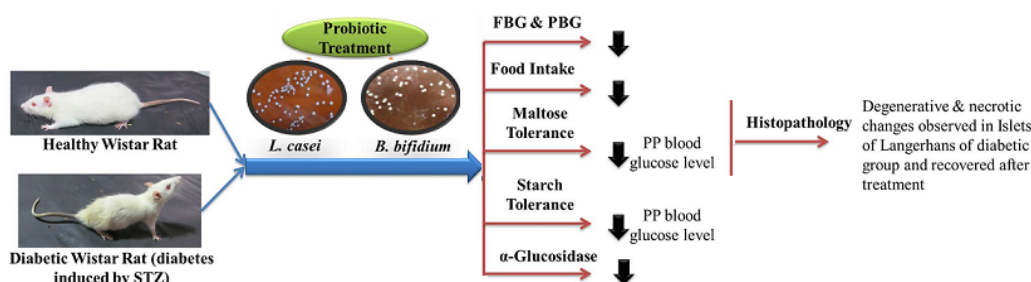 Probiotic
Treatment
L. casei
B. bifidium
Healthy Wistar Rat
Diabetic Wistar Rat (diabetes
induced by STZ)
FBG & PBG
Food Intake
Maltose
Tolerance
PP blood
glucose level
Starch
Tolerance
PP blood
glucose level
α-Glucosidase
Histopathology
Degenerative & necrotic
changes observed in Islets
of Langerhans of diabetic
group and recovered after
treatment